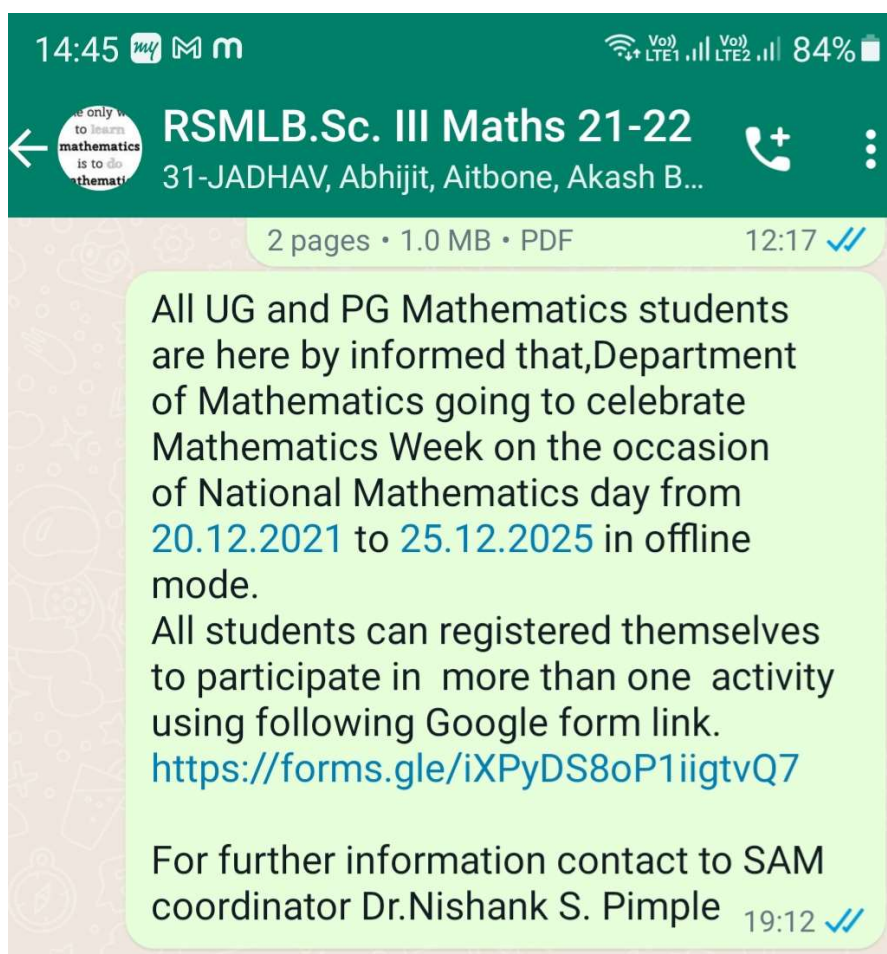 14:45 my M m Vo)) LTE1 Vo)) LTE2 84%
e only w
to learn
mathematics
is to do
athemati
RSMLB.Sc. III Maths 21-22
31-JADHAV, Abhijit, Aitbone, Akash B...
2 pages • 1.0 MB • PDF 12:17
All UG and PG Mathematics students
are here by informed that,Department
of Mathematics going to celebrate
Mathematics Week on the occasion
of National Mathematics day from
20.12.2021 to 25.12.2025 in offline
mode.
All students can registered themselves
to participate in  more than one  activity
using following Google form link.
https://forms.gle/iXPyDS8oP1iigtvQ7
For further information contact to SAM
coordinator Dr.Nishank S. Pimple 19:12